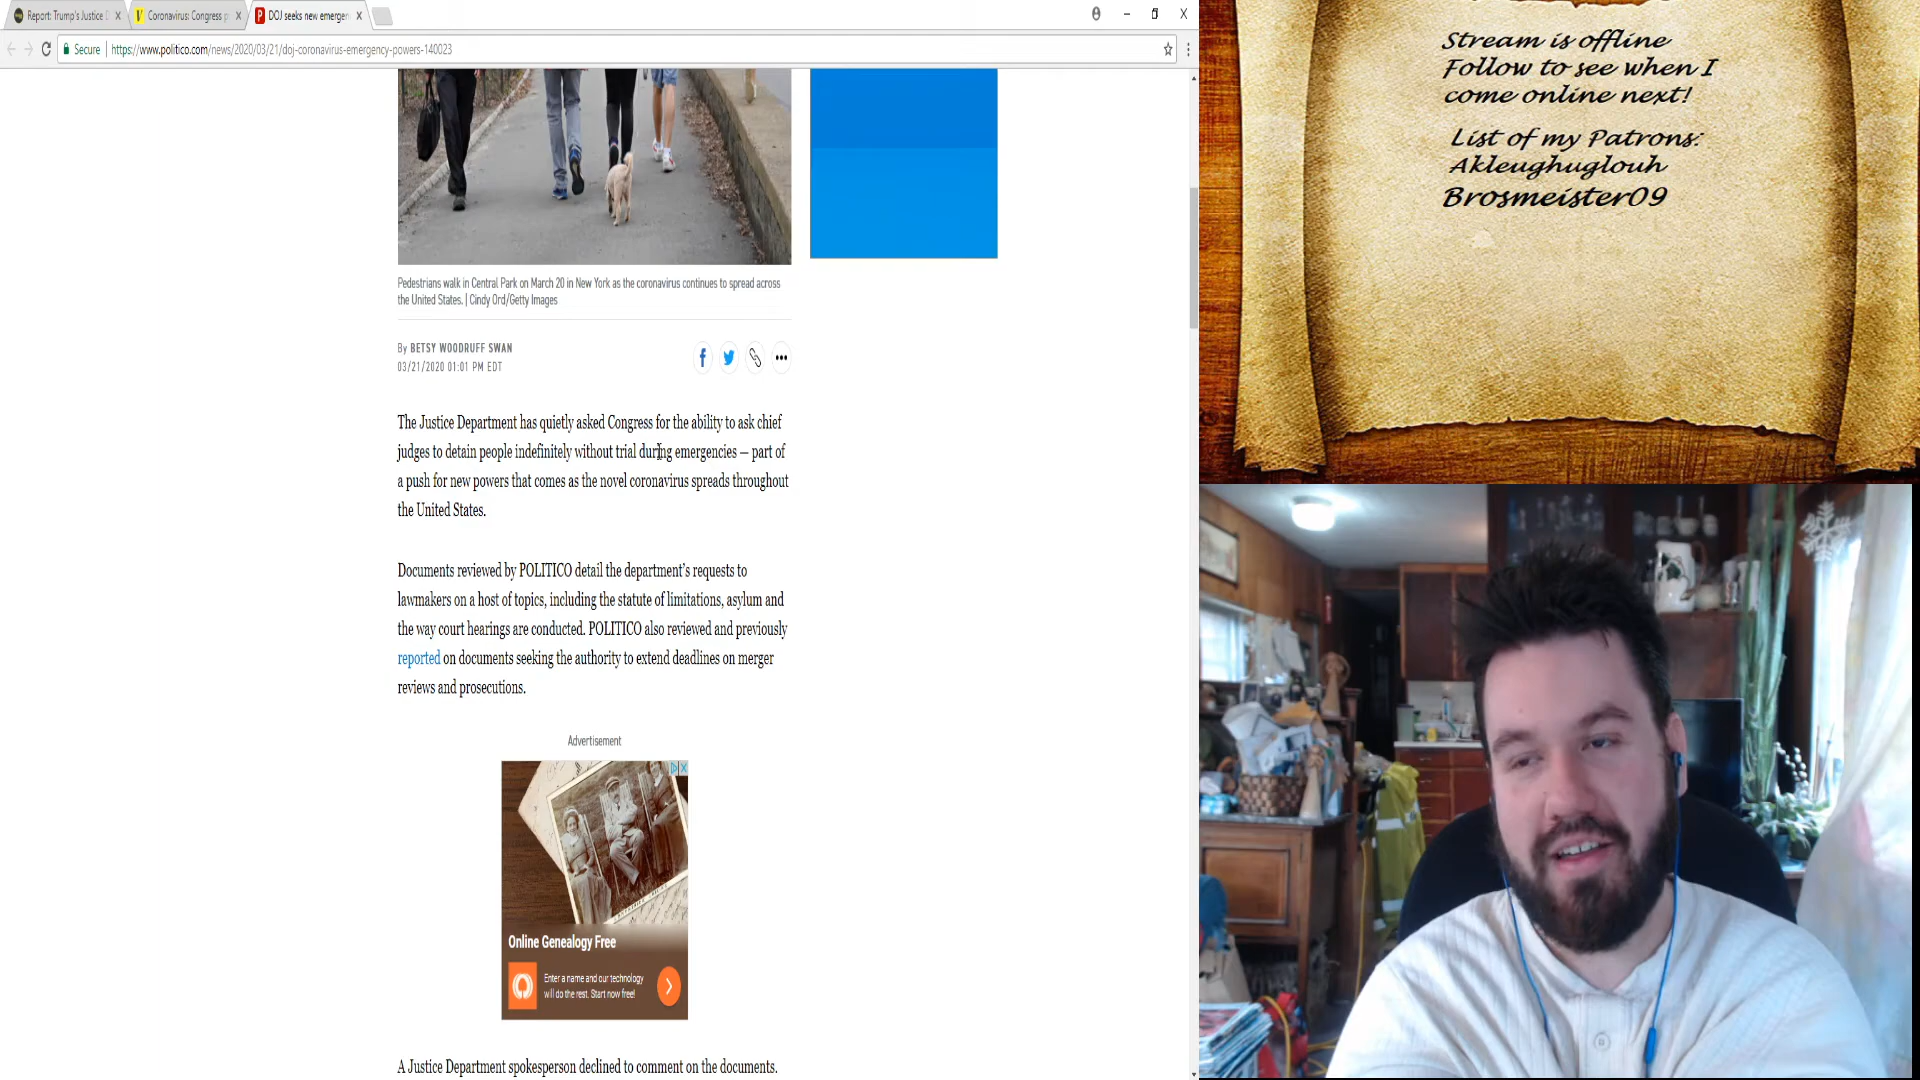 Report: Trump's Justice D
Coronavirus: Congress p
DOJ seeks new emergen
Secure
https://www.politico.com/news/2020/03/21/doj-coronavirus-emergency-powers-140023
Pedestrians walk in Central Park on March 20 in New York as the coronavirus continues to spread across
the United States. | Cindy Ord/Getty Images
By BETSY WOODRUFF SWAN
03/21/2020 01:01 PM EDT
The Justice Department has quietly asked Congress for the ability to ask chief
judges to detain people indefinitely without trial during emergencies — part of
a push for new powers that comes as the novel coronavirus spreads throughout
the United States.
Documents reviewed by POLITICO detail the department's requests to
lawmakers on a host of topics, including the statute of limitations, asylum and
the way court hearings are conducted. POLITICO also reviewed and previously
reported on documents seeking the authority to extend deadlines on merger
reviews and prosecutions.
Advertisement
Online Genealogy Free
Enter a name and our technology
will do the rest. Start now free!
A Justice Department spokesperson declined to comment on the documents.
Stream is offline
Follow to see when I
come online next!
List of my Patrons:
Akleughuglouh
Brosmeister09